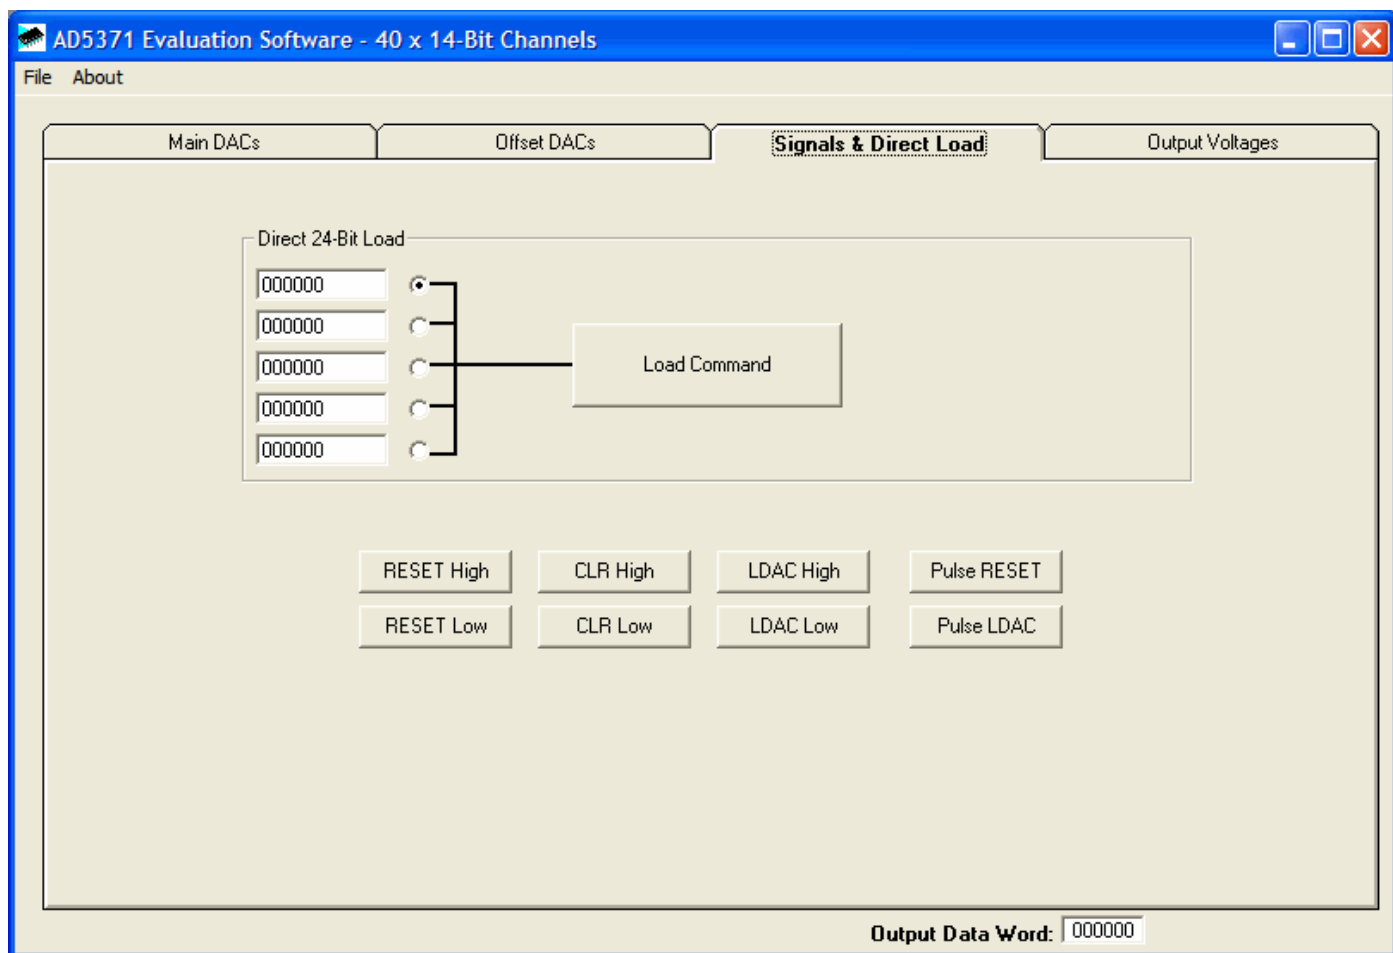 AD5371 Evaluation Software - 40 x 14-Bit Channels
File About
Main DACs Offset DACs Signals & Direct Load Output Voltages
Direct 24-Bit Load
000000
000000
000000
000000
000000
Load Command
RESET High CLR High LDAC High Pulse RESET
RESET Low CLR Low LDAC Low Pulse LDAC
Output Data Word: 000000